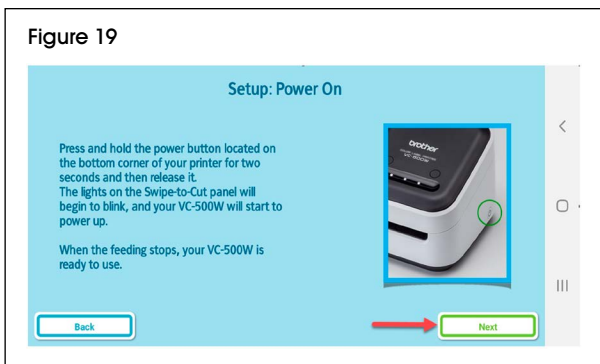 Figure 19
Setup: Power On
Press and hold the power button located on
the bottom corner of your printer for two
seconds and then release it.
The lights on the Swipe-to-Cut panel will
begin to blink, and your VC-500W will start to
power up.
When the feeding stops, your VC-500W is
ready to use.
brother
VC-500W
Back
Next